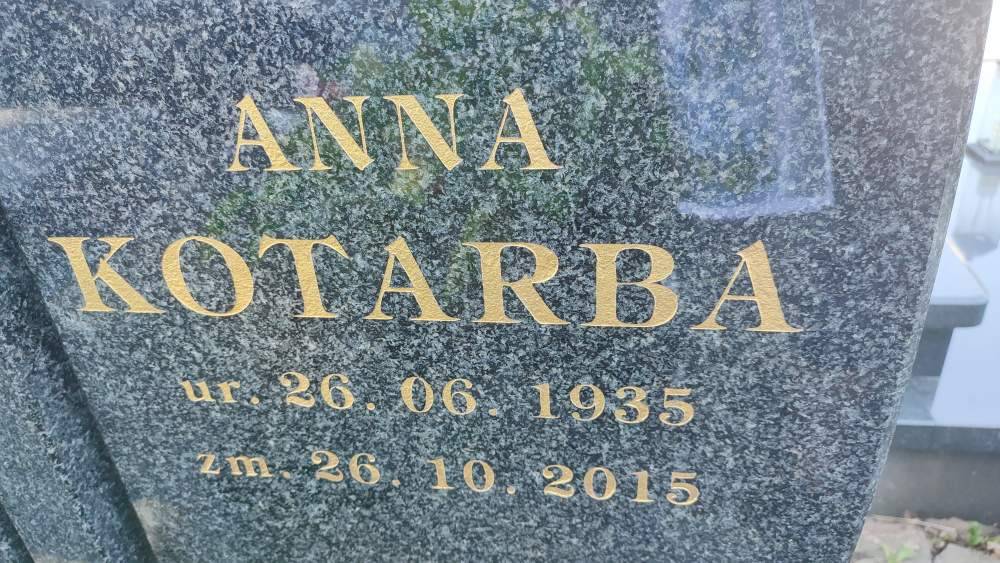 ANNA
KOTARBA
ur. 26. 06. 1935
zm. 26. 10. 2015